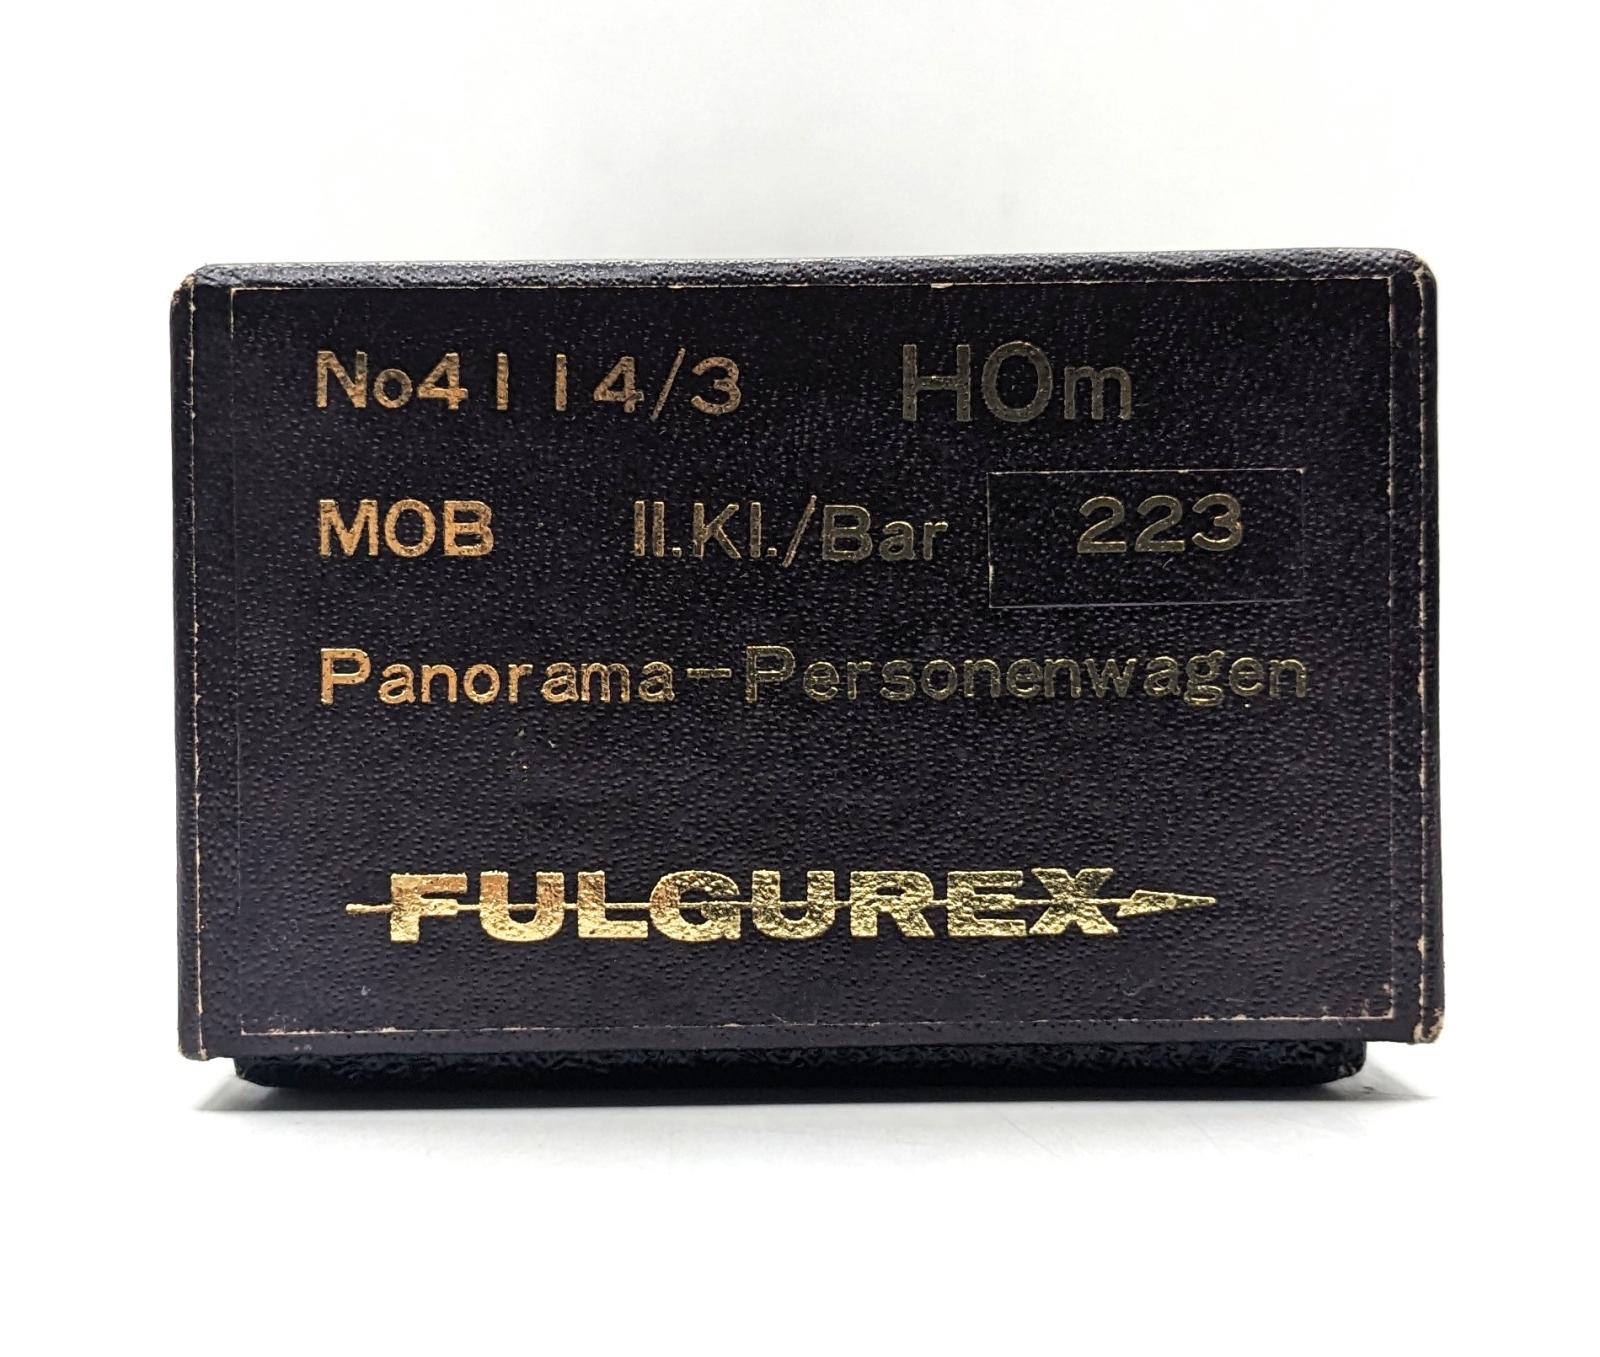 No4114/3 HOm
MOB II.Kl./Bar 223
Panorama-Personenwagen
FULGUREX